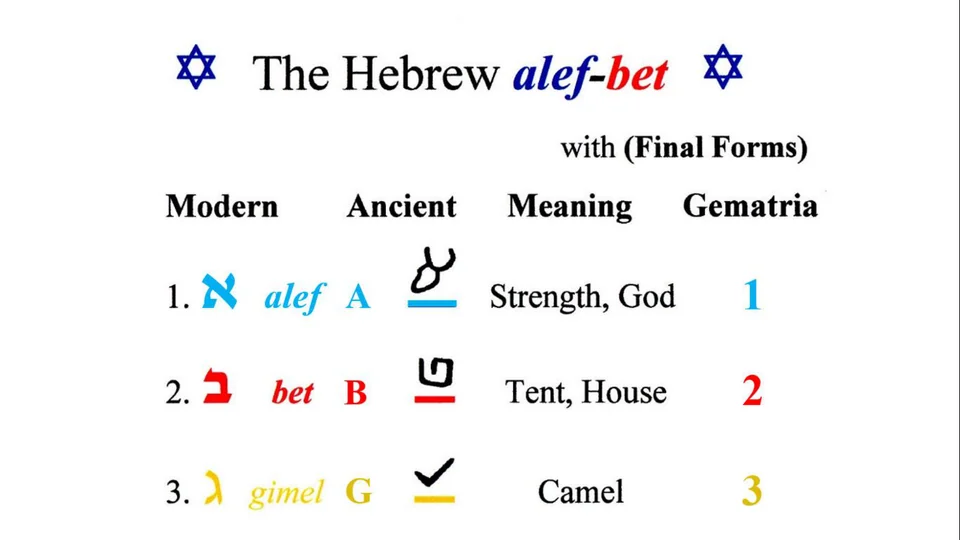 The Hebrew alef-bet
with (Final Forms)
Modern Ancient Meaning Gematria
1. א alef A Strength, God 1
2. ב bet B Tent, House 2
3. ג gimel G Camel 3